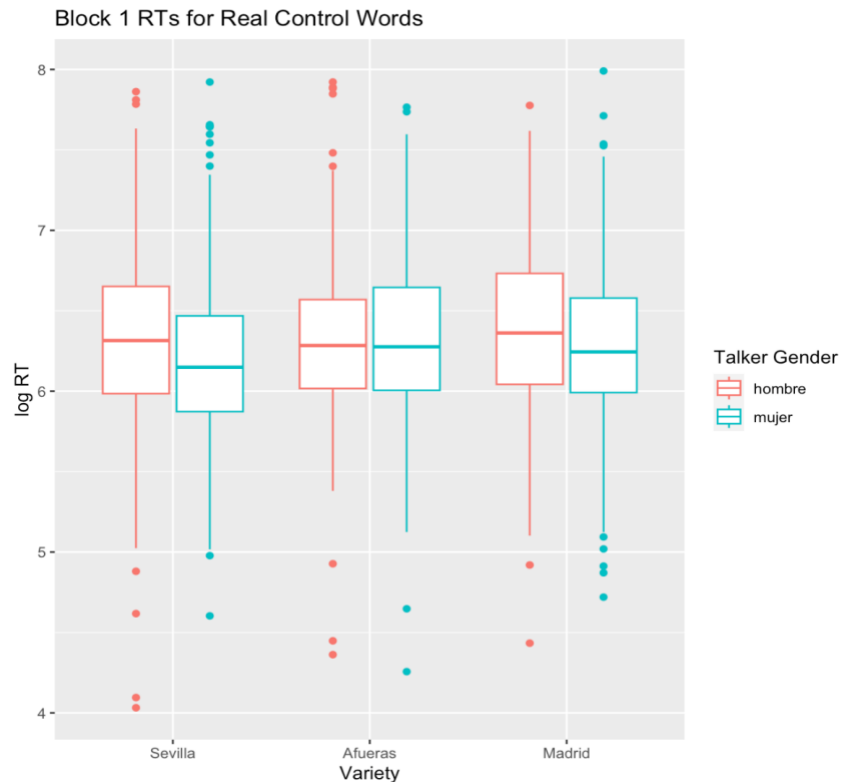 Block 1 RTs for Real Control Words
8
7
6
5
4
log RT
Sevilla
Afueras
Madrid
Variety
Talker Gender
hombre
mujer